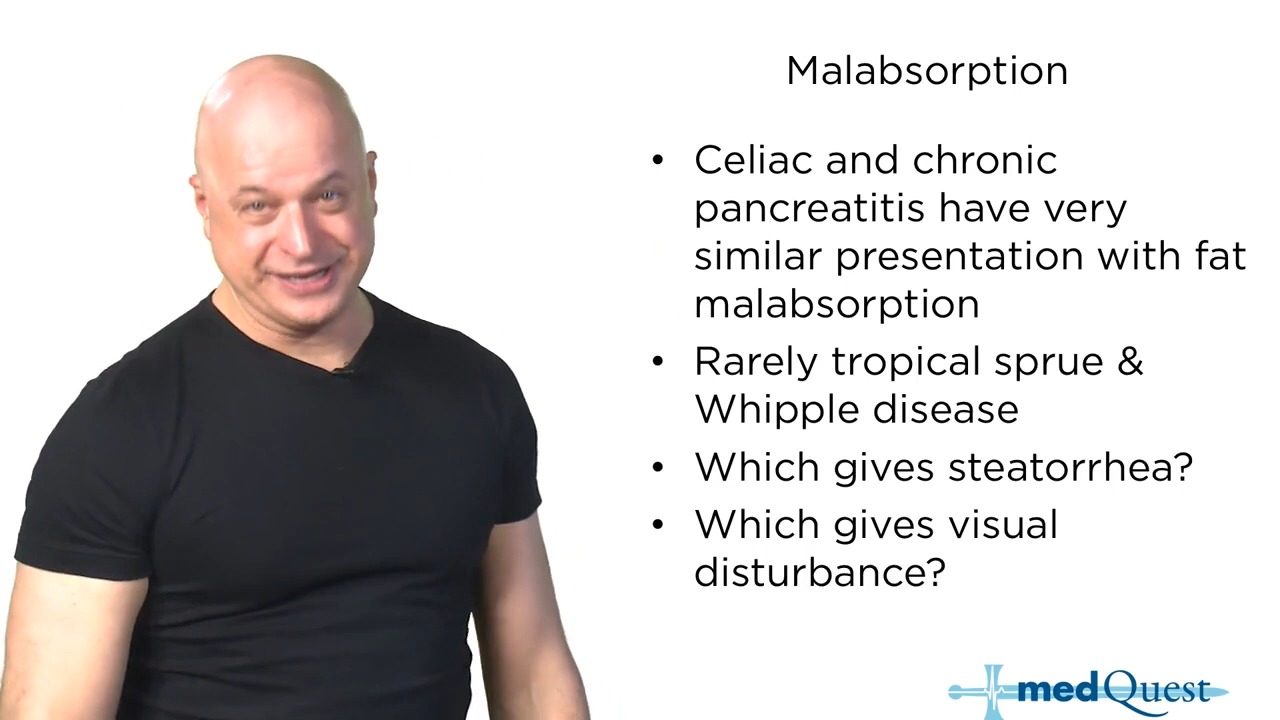 Malabsorption
• Celiac and chronic
pancreatitis have very
similar presentation with fat
malabsorption
• Rarely tropical sprue &
Whipple disease
• Which gives steatorrhea?
• Which gives visual
disturbance?
medQuest